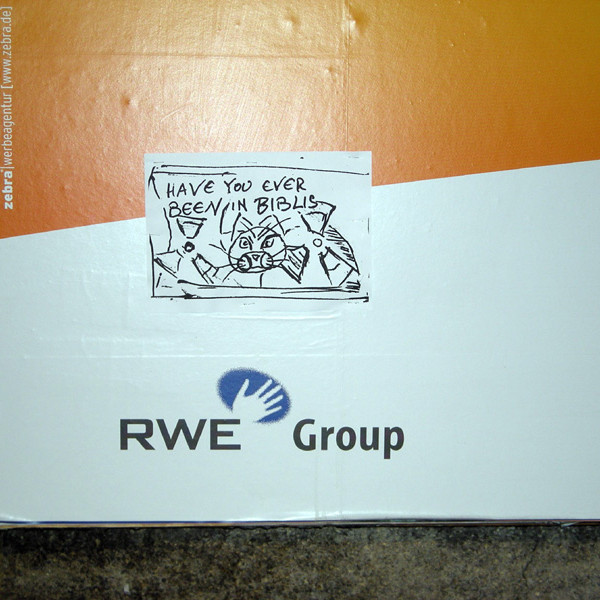 zebra|werbeagentur [www.zebra.de]
HAVE YOU EVER
BEEN IN BIBLIS
RWE Group